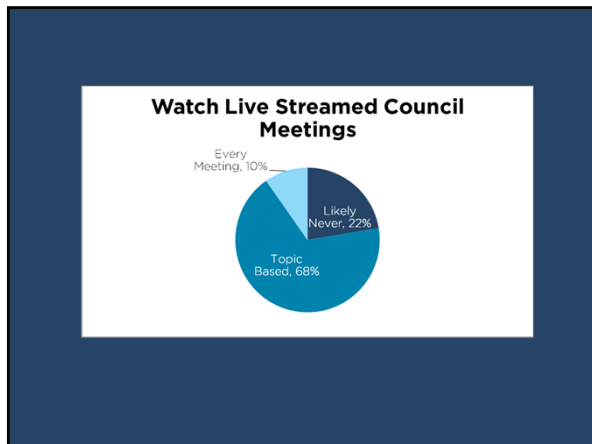 Watch Live Streamed Council
Meetings
Every
Meeting, 10%
Likely
Never, 22%
Topic
Based, 68%